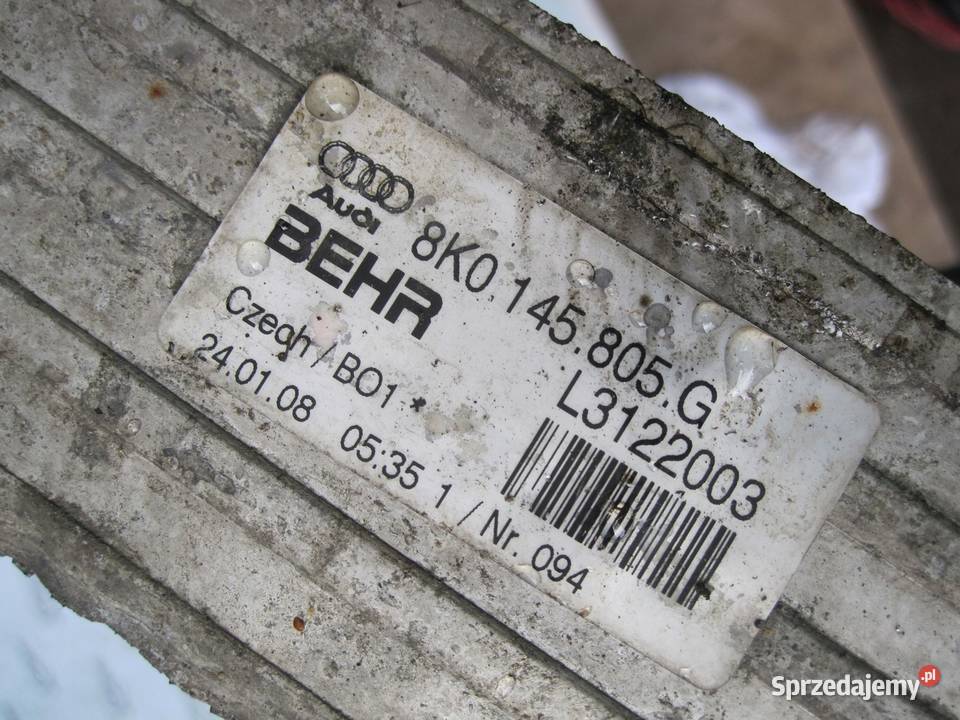 Audi
8K0.145.805.G
BEHR
L3122003
Czech / BO1
24.01.08 05:35 1 / Nr. 094
Sprzedajemy.pl